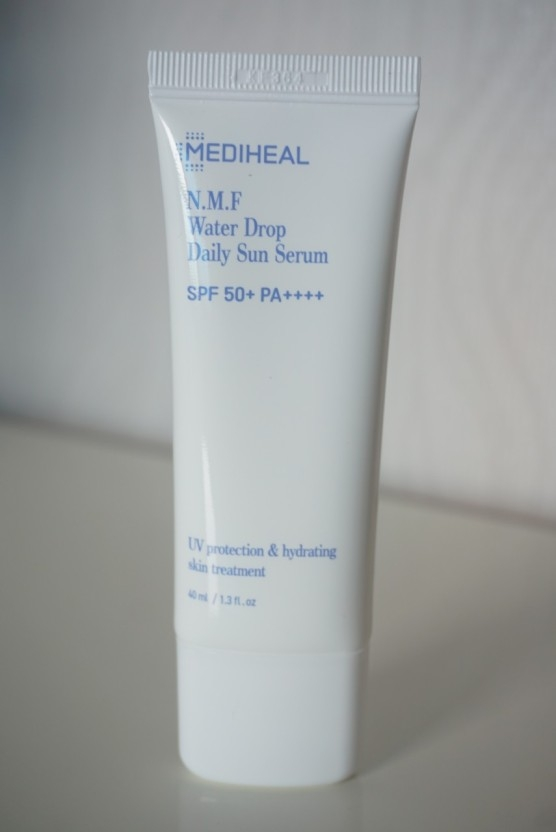 MEDIHEAL
N.M.F
Water Drop
Daily Sun Serum
SPF 50+ PA++++
UV protection & hydrating
skin treatment
40 ml / 1.3 fl.oz